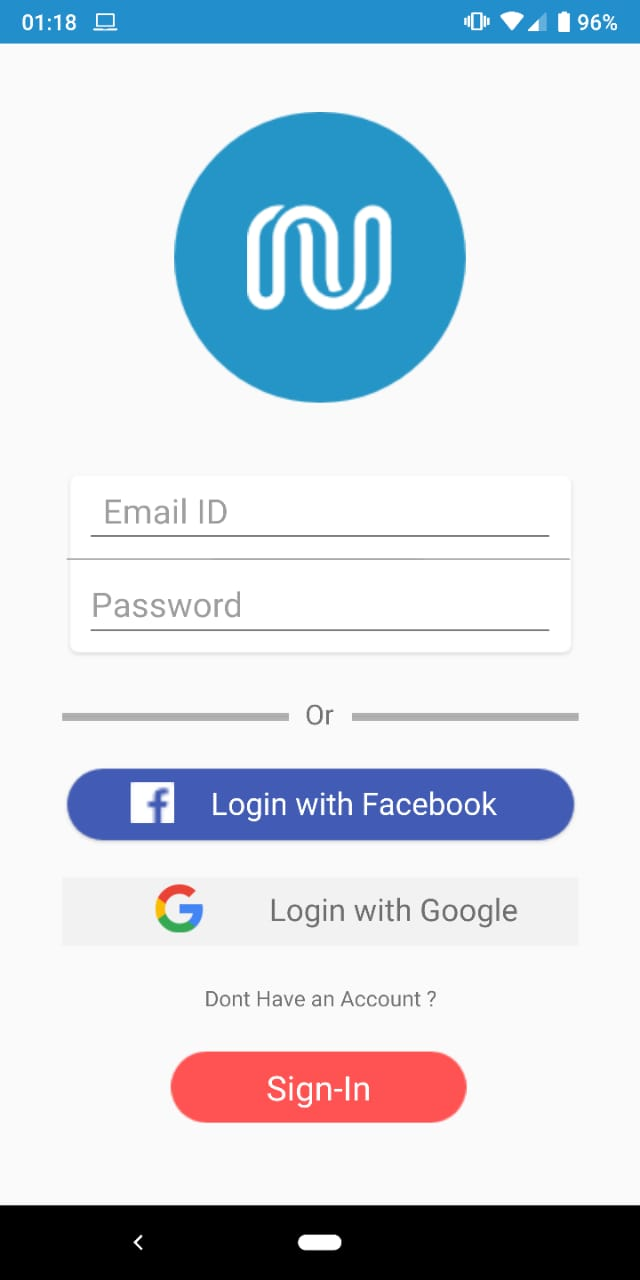 01:18 96%
Email ID
Password
Or
Login with Facebook
Login with Google
Dont Have an Account ?
Sign-In